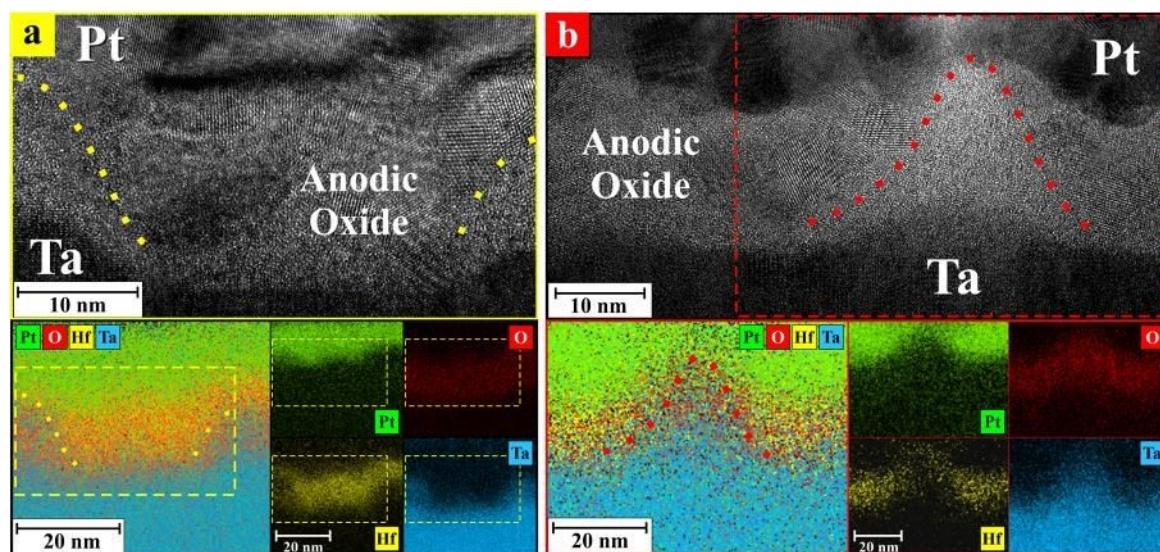 a
Pt
Anodic
Oxide
Ta
10 nm
b
Pt
Anodic
Oxide
Ta
10 nm
Pt O Hf Ta
20 nm
Pt
O
Hf
20 nm
Ta
Pt O Hf Ta
20 nm
Pt
O
Hf
20 nm
Ta